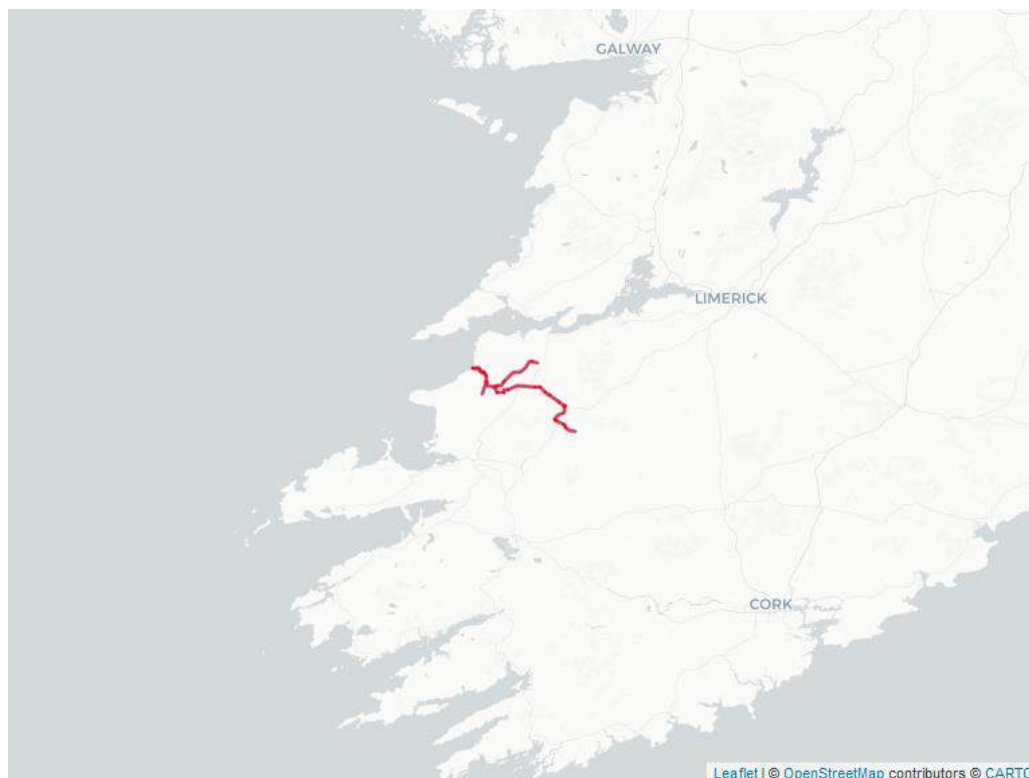 GALWAY
LIMERICK
CORK
Leaflet | © OpenStreetMap contributors © CARTO